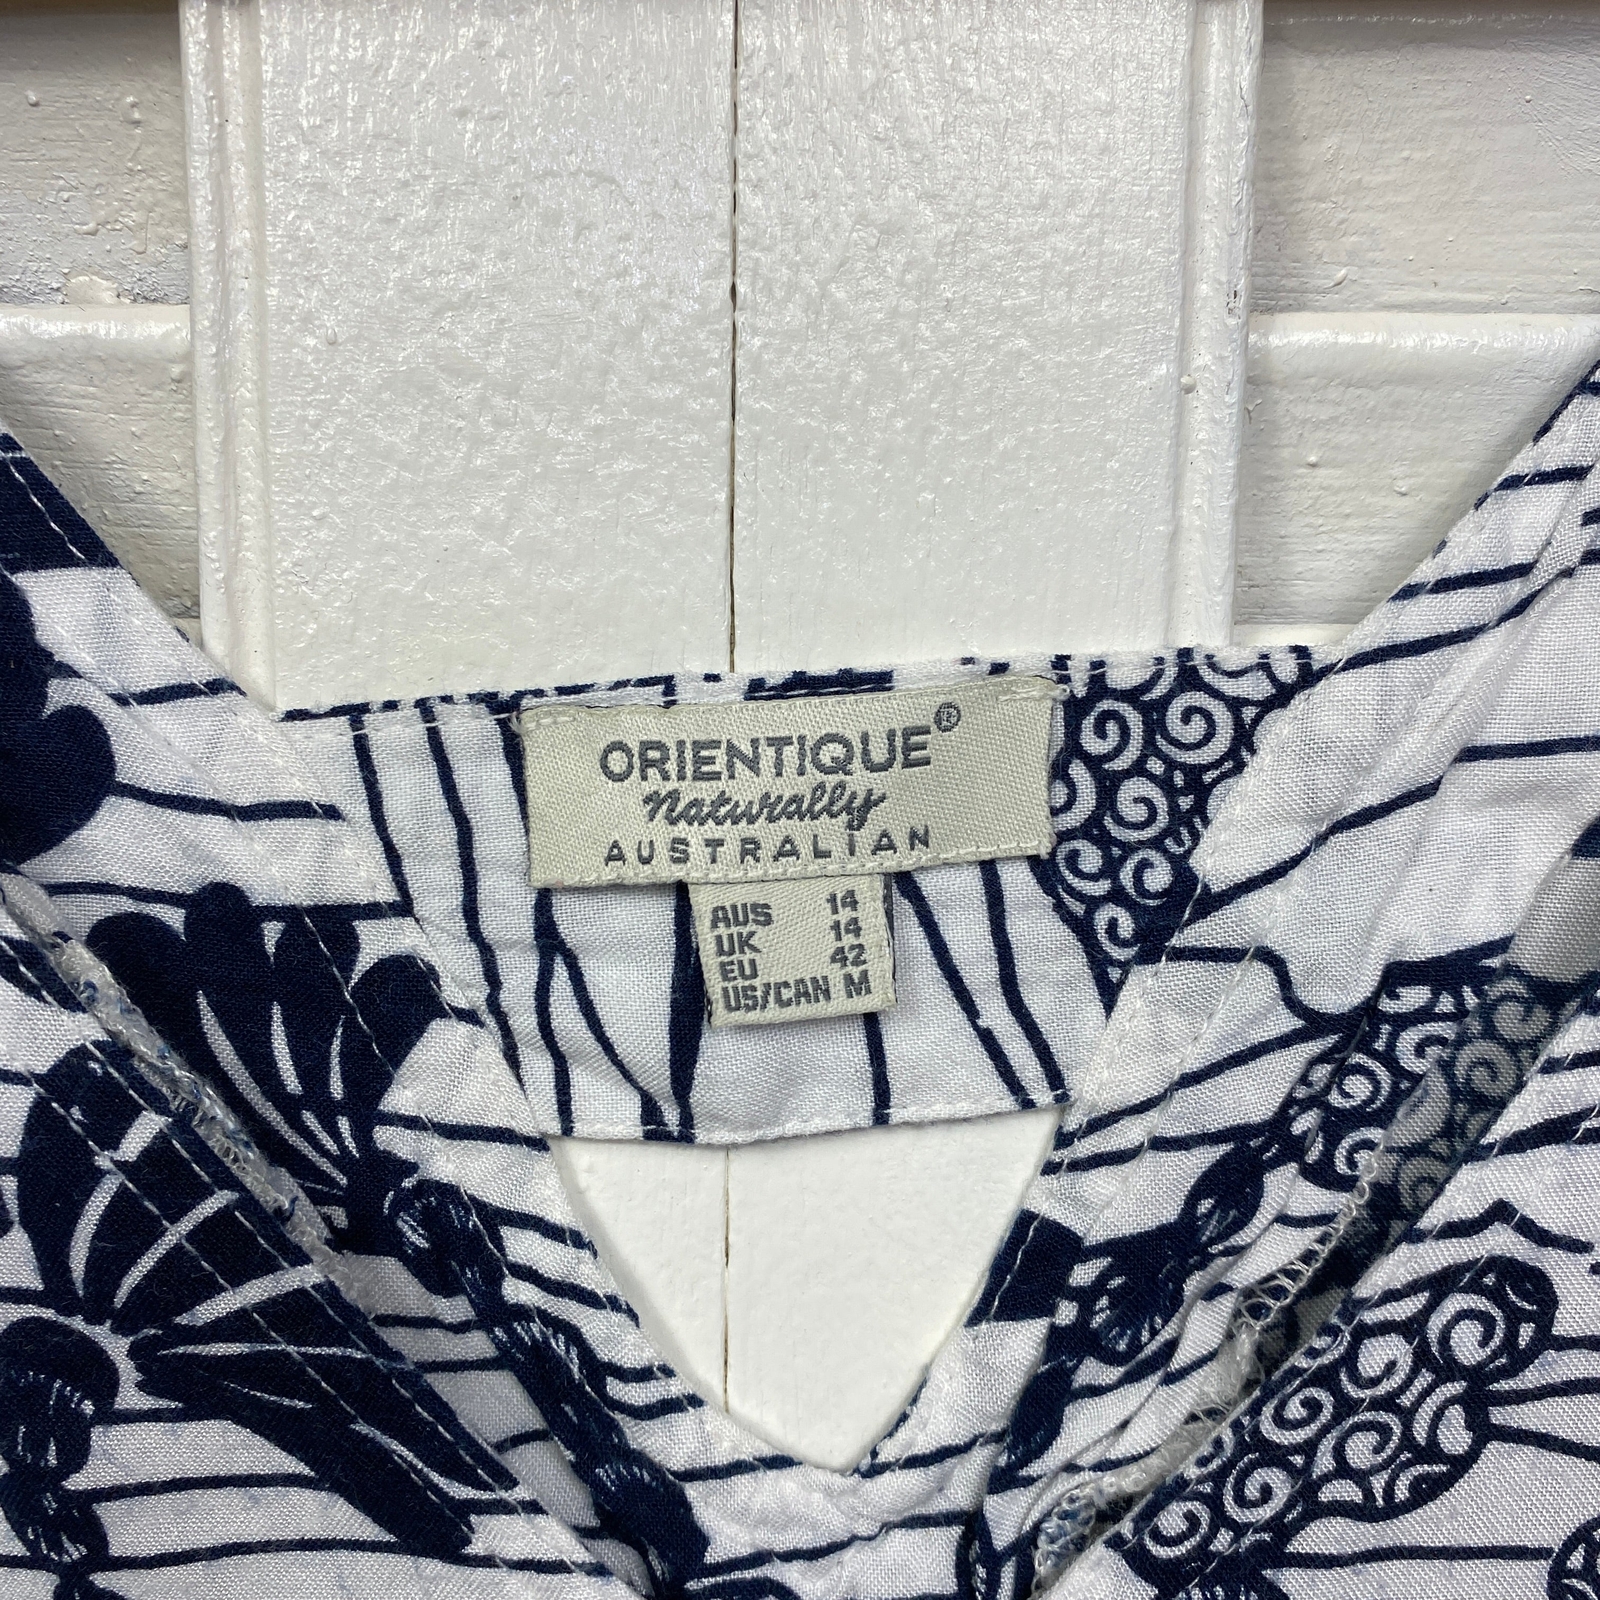 ORIENTIQUE®
Naturally
AUSTRALIAN
AUS 14
UK 14
EU 42
US/CAN M